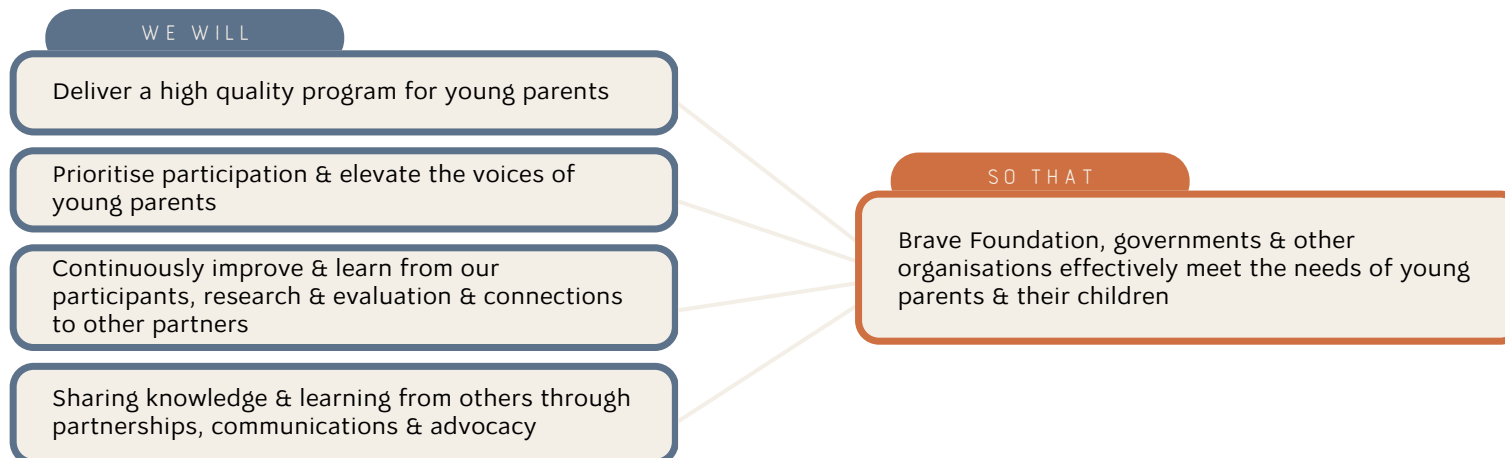 WE WILL
Deliver a high quality program for young parents
Prioritise participation & elevate the voices of
young parents
Continuously improve & learn from our
participants, research & evaluation & connections
to other partners
Sharing knowledge & learning from others through
partnerships, communications & advocacy
SO THAT
Brave Foundation, governments & other
organisations effectively meet the needs of young
parents & their children